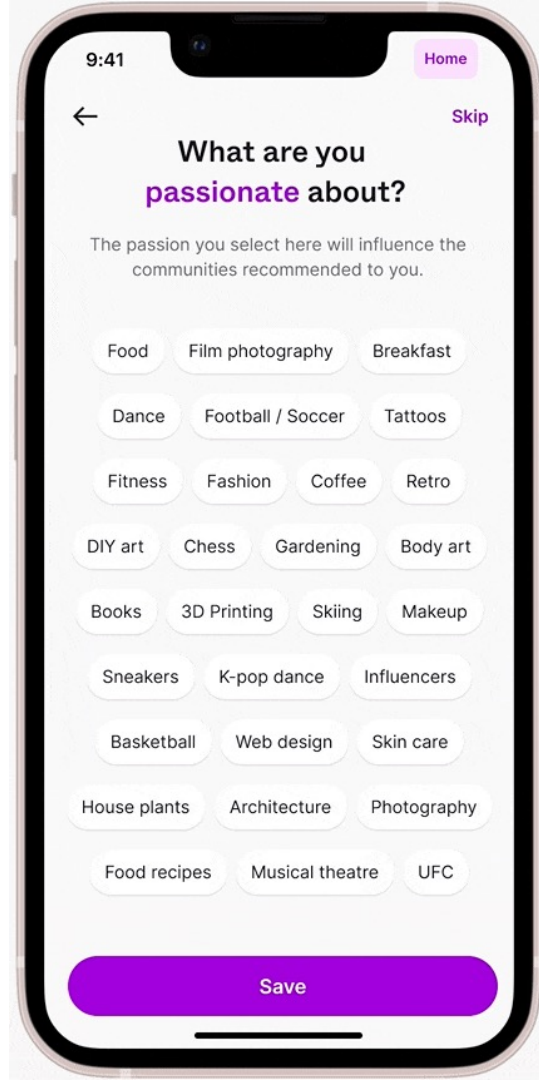 9:41
Home
Skip
What are you
passionate about?
The passion you select here will influence the
communities recommended to you.
Food Film photography Breakfast
Dance Football / Soccer Tattoos
Fitness Fashion Coffee Retro
DIY art Chess Gardening Body art
Books 3D Printing Skiing Makeup
Sneakers K-pop dance Influencers
Basketball Web design Skin care
House plants Architecture Photography
Food recipes Musical theatre UFC
Save